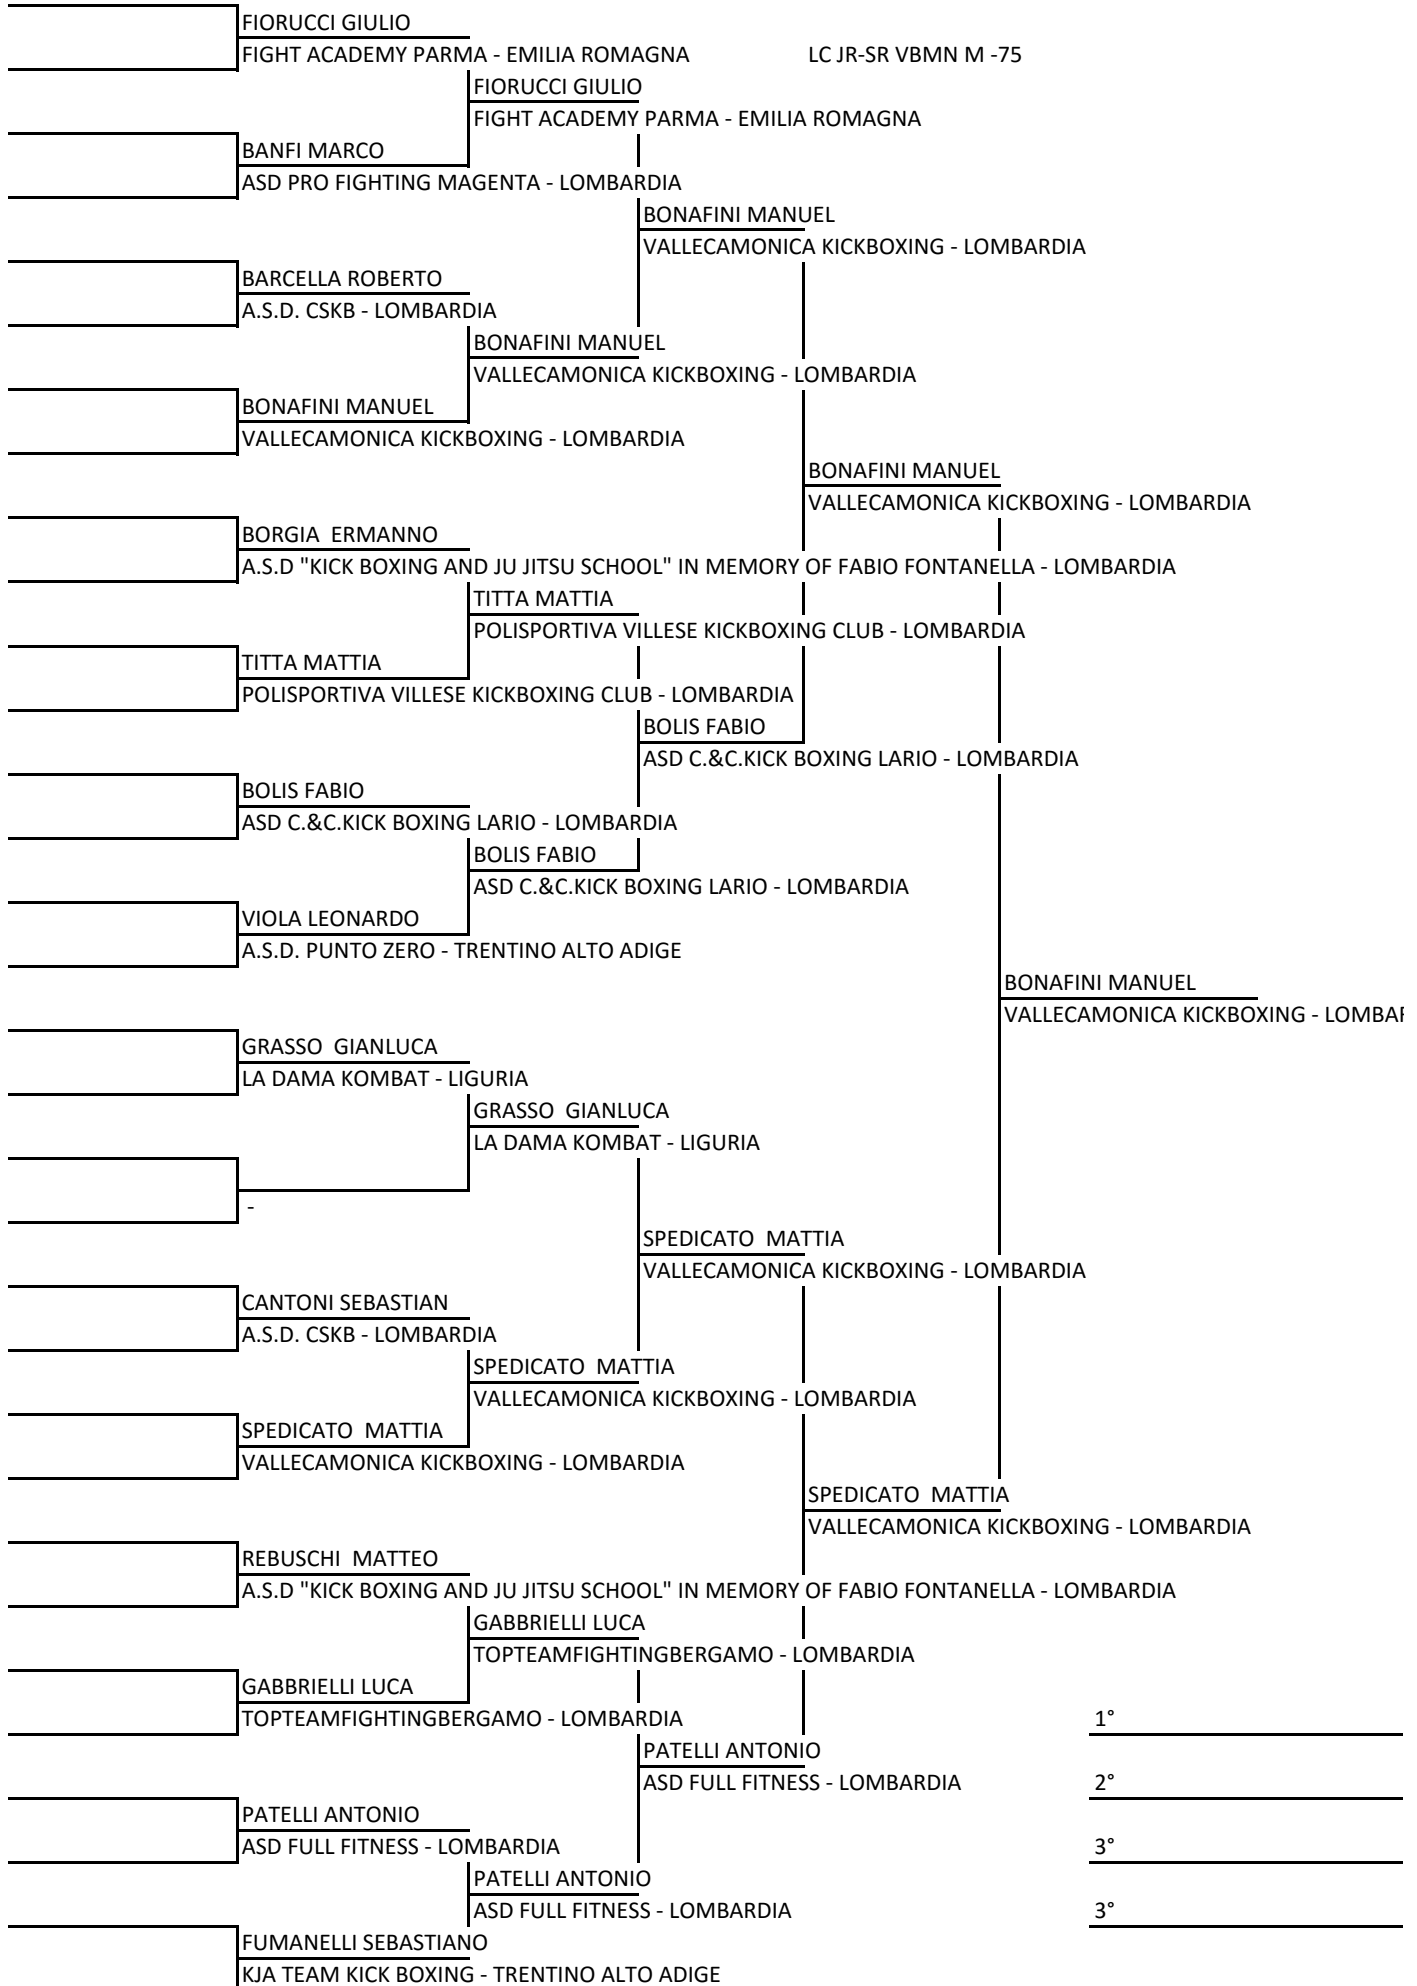 FIORUCCI GIULIO
FIGHT ACADEMY PARMA - EMILIA ROMAGNA LC JR-SR VBMN M -75
FIORUCCI GIULIO
FIGHT ACADEMY PARMA - EMILIA ROMAGNA
BANFI MARCO
ASD PRO FIGHTING MAGENTA - LOMBARDIA
BONAFINI MANUEL
VALLECAMONICA KICKBOXING - LOMBARDIA
BARCELLA ROBERTO
A.S.D. CSKB - LOMBARDIA
BONAFINI MANUEL
VALLECAMONICA KICKBOXING - LOMBARDIA
BONAFINI MANUEL
VALLECAMONICA KICKBOXING - LOMBARDIA
BONAFINI MANUEL
VALLECAMONICA KICKBOXING - LOMBARDIA
BORGIA  ERMANNO
A.S.D "KICK BOXING AND JU JITSU SCHOOL" IN MEMORY OF FABIO FONTANELLA - LOMBARDIA
TITTA MATTIA
POLISPORTIVA VILLESE KICKBOXING CLUB - LOMBARDIA
TITTA MATTIA
POLISPORTIVA VILLESE KICKBOXING CLUB - LOMBARDIA
BOLIS FABIO
ASD C.&C.KICK BOXING LARIO - LOMBARDIA
BOLIS FABIO
ASD C.&C.KICK BOXING LARIO - LOMBARDIA
BOLIS FABIO
ASD C.&C.KICK BOXING LARIO - LOMBARDIA
VIOLA LEONARDO
A.S.D. PUNTO ZERO - TRENTINO ALTO ADIGE
BONAFINI MANUEL
VALLECAMONICA KICKBOXING - LOMBAR
GRASSO  GIANLUCA
LA DAMA KOMBAT - LIGURIA
GRASSO  GIANLUCA
LA DAMA KOMBAT - LIGURIA
-
SPEDICATO  MATTIA
VALLECAMONICA KICKBOXING - LOMBARDIA
CANTONI SEBASTIAN
A.S.D. CSKB - LOMBARDIA
SPEDICATO  MATTIA
VALLECAMONICA KICKBOXING - LOMBARDIA
SPEDICATO  MATTIA
VALLECAMONICA KICKBOXING - LOMBARDIA
SPEDICATO  MATTIA
VALLECAMONICA KICKBOXING - LOMBARDIA
REBUSCHI  MATTEO
A.S.D "KICK BOXING AND JU JITSU SCHOOL" IN MEMORY OF FABIO FONTANELLA - LOMBARDIA
GABBRIELLI LUCA
TOPTEAMFIGHTINGBERGAMO - LOMBARDIA
GABBRIELLI LUCA
TOPTEAMFIGHTINGBERGAMO - LOMBARDIA 1°
PATELLI ANTONIO
ASD FULL FITNESS - LOMBARDIA 2°
PATELLI ANTONIO
ASD FULL FITNESS - LOMBARDIA 3°
PATELLI ANTONIO
ASD FULL FITNESS - LOMBARDIA 3°
FUMANELLI SEBASTIANO
KJA TEAM KICK BOXING - TRENTINO ALTO ADIGE